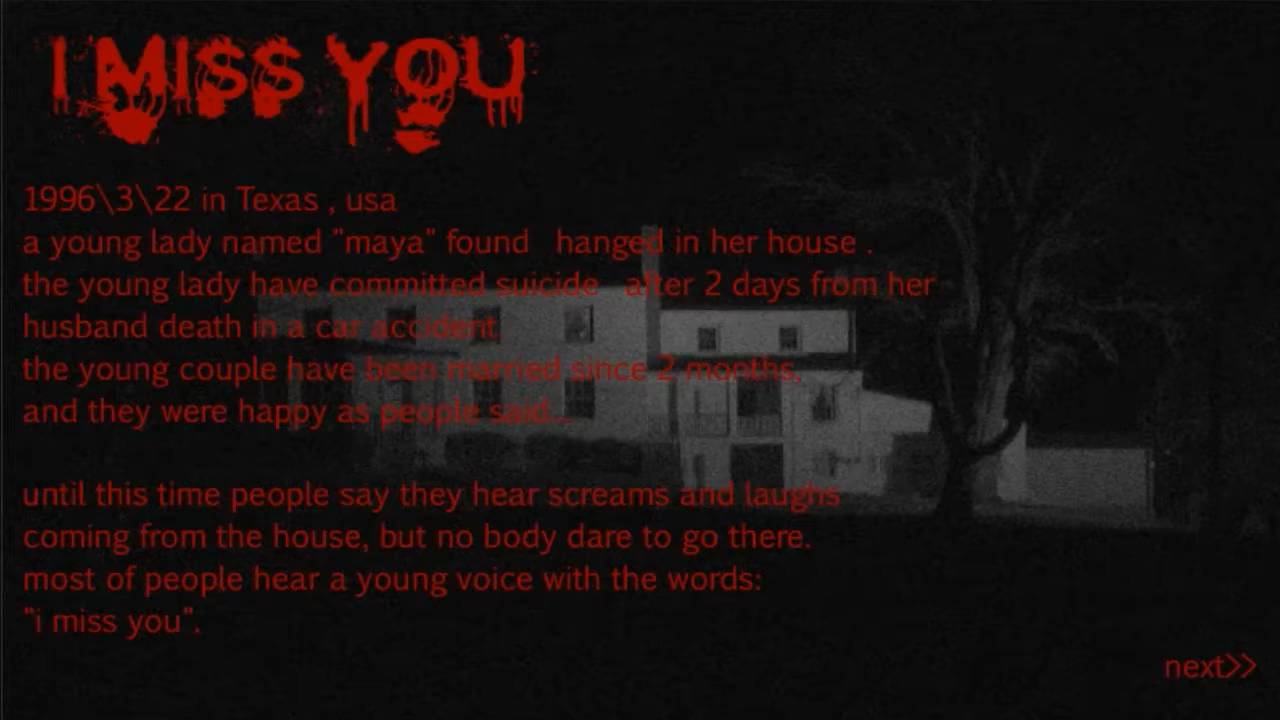 I MISS YOU
1996\3\22 in Texas , usa
a young lady named "maya" found hanged in her house .
the young lady have committed suicide after 2 days from her
husband death in a car accident
the young couple have been married since 2 months,
and they were happy as people said...
until this time people say they hear screams and laughs
coming from the house, but no body dare to go there.
most of people hear a young voice with the words:
"i miss you".
next>>